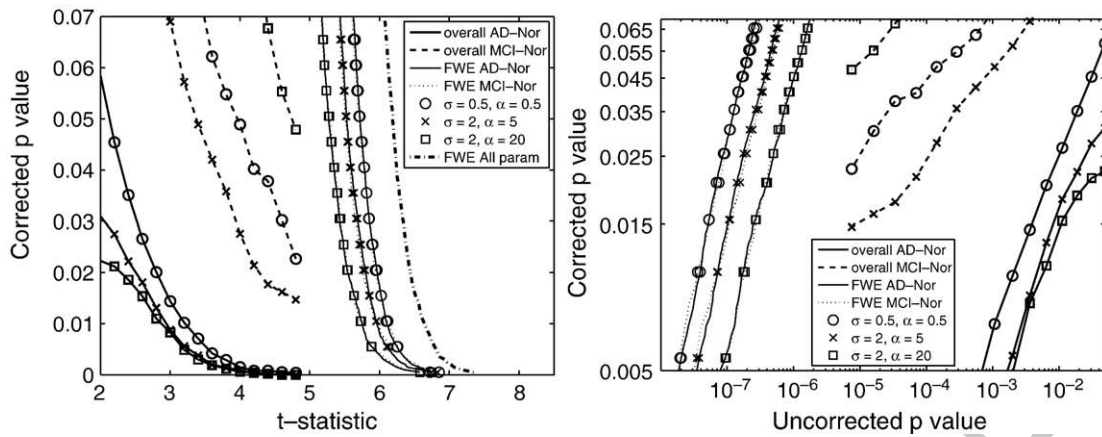 0.07
0.06
0.05
0.04
0.03
0.02
0.01
0
Corrected p value
2
3
4
5
6
7
8
t−statistic
overall AD−Nor
overall MCI−Nor
FWE AD−Nor
FWE MCI−Nor
σ = 0.5, α = 0.5
σ = 2, α = 5
σ = 2, α = 20
FWE All param
0.065
0.055
0.045
0.035
0.025
0.015
0.005
Corrected p value
10−7
10−6
10−5
10−4
10−3
10−2
Uncorrected p value
overall AD−Nor
overall MCI−Nor
FWE AD−Nor
FWE MCI−Nor
σ = 0.5, α = 0.5
σ = 2, α = 5
σ = 2, α = 20